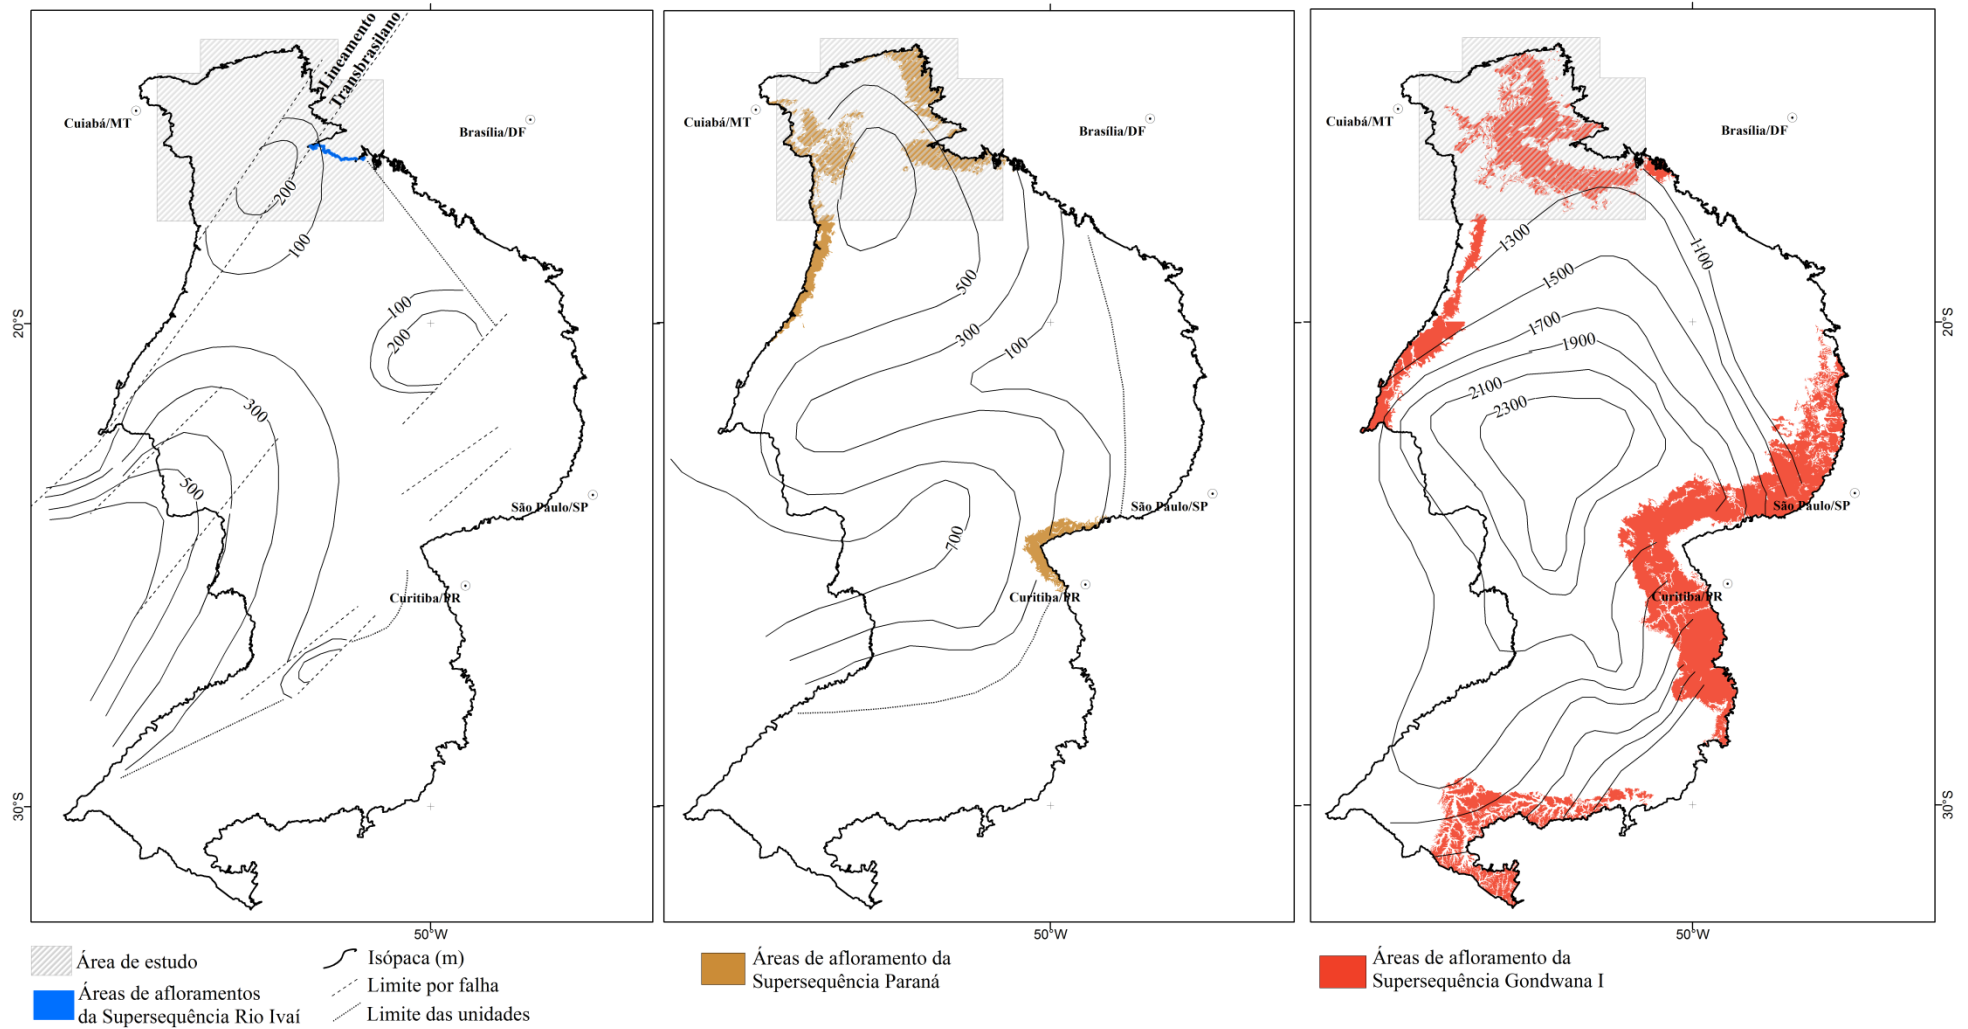 Lineamento
Transbrasilano
Cuiabá/MT
Brasília/DF
200
100
100
200
20°S
300
500
São Paulo/SP
Curitiba/PR
30°S
50°W
Cuiabá/MT
Brasília/DF
500
300
100
700
São Paulo/SP
Curitiba/PR
50°W
Cuiabá/MT
Brasília/DF
1300
1100
1500
1700
1900
2100
2300
20°S
São Paulo/SP
Curitiba/PR
30°S
50°W
Área de estudo
Áreas de afloramentos
da Supersequência Rio Ivaí
Isópaca (m)
Limite por falha
Limite das unidades
Áreas de afloramento da
Supersequência Paraná
Áreas de afloramento da
Supersequência Gondwana I